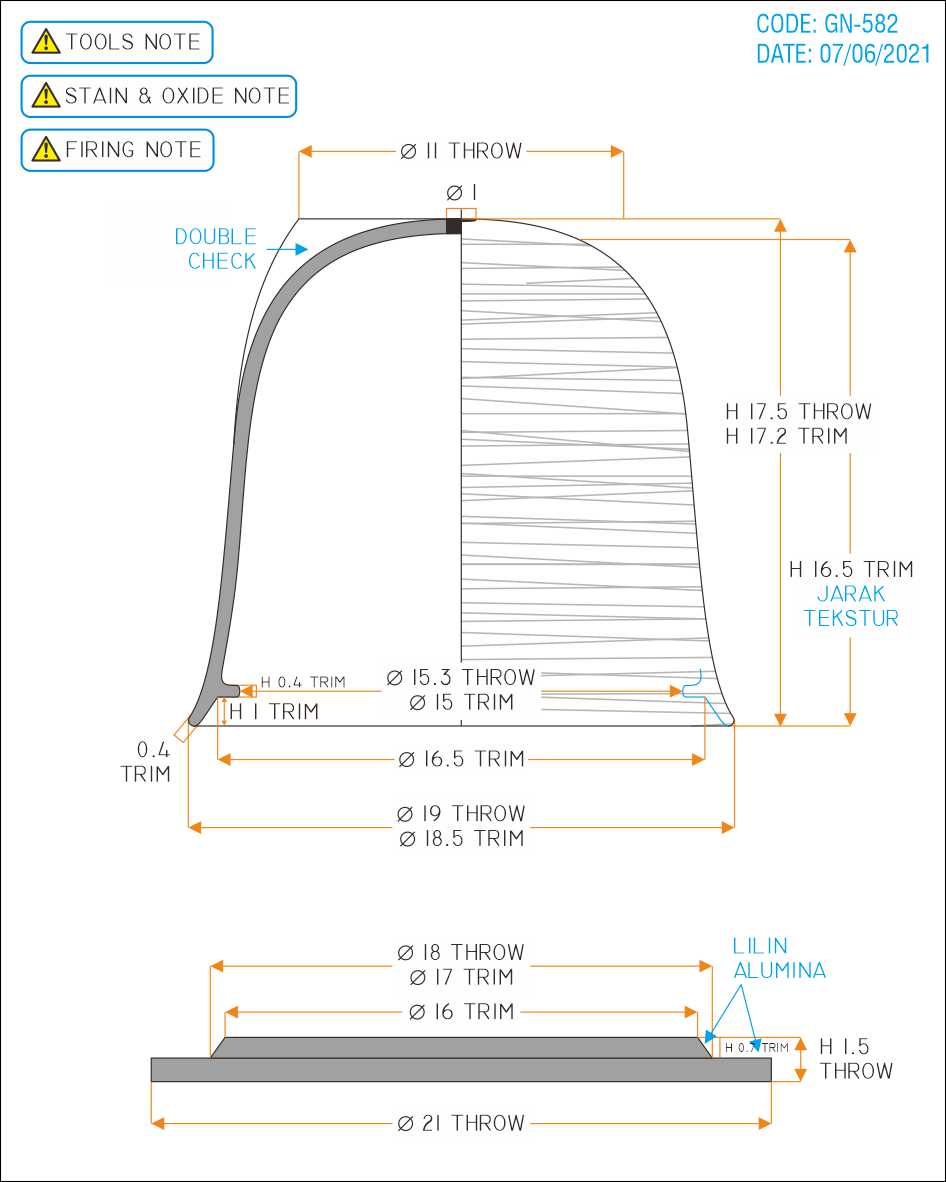 CODE: GN-582
DATE: 07/06/2021
TOOLS NOTE
STAIN & OXIDE NOTE
FIRING NOTE
Ø 11 THROW
Ø 1
DOUBLE
CHECK
H 17.5 THROW
H 17.2 TRIM
H 16.5 TRIM
JARAK
TEKSTUR
H 0.4 TRIM
Ø 15.3 THROW
Ø 15 TRIM
H 1 TRIM
0.4
TRIM
Ø 16.5 TRIM
Ø 19 THROW
Ø 18.5 TRIM
Ø 18 THROW
Ø 17 TRIM
LILIN
ALUMINA
Ø 16 TRIM
H 0.7 TRIM
H 1.5
THROW
Ø 21 THROW